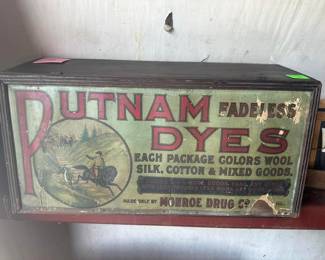 PUTNAM FADELESS
DYES
EACH PACKAGE COLORS WOOL
SILK, COTTON & MIXED GOODS.
MADE ONLY BY MONROE DRUG CO